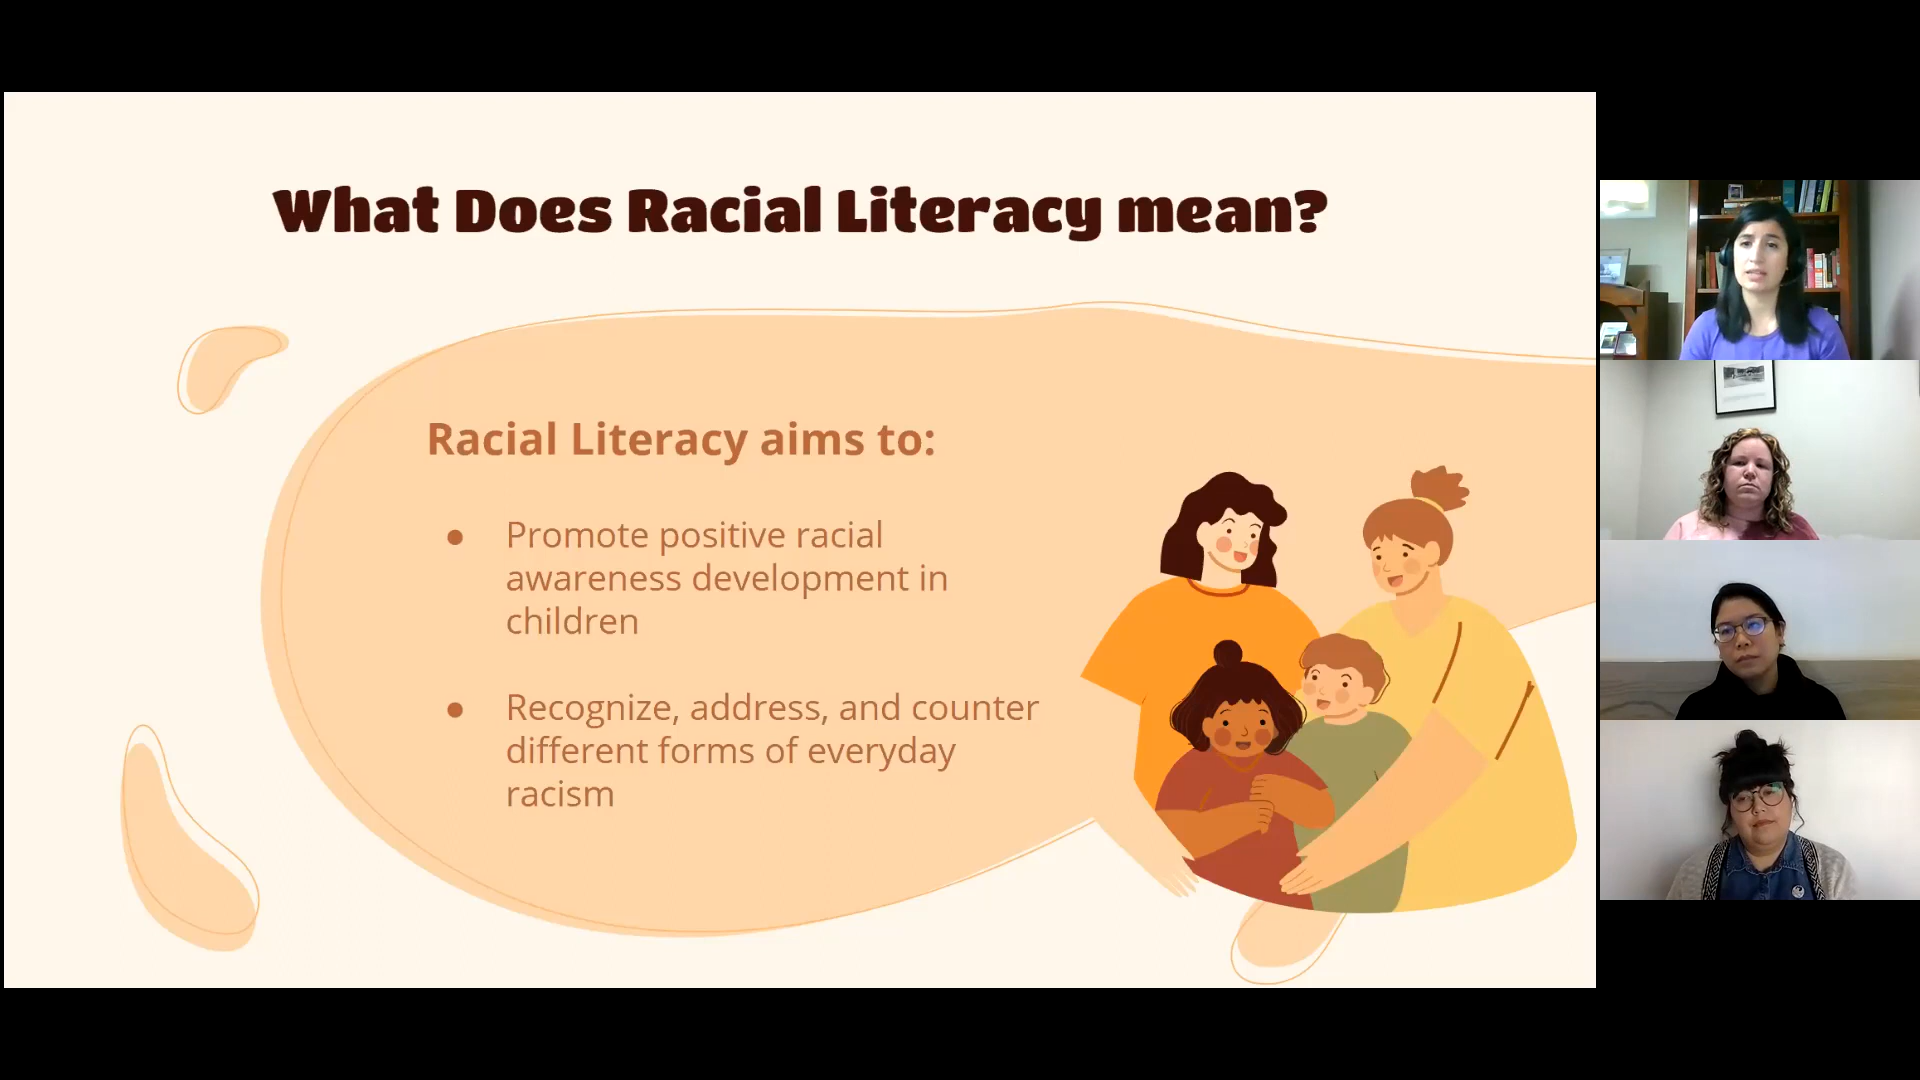 What Does Racial Literacy mean?
Racial Literacy aims to:
● Promote positive racial
awareness development in
children
● Recognize, address, and counter
different forms of everyday
racism